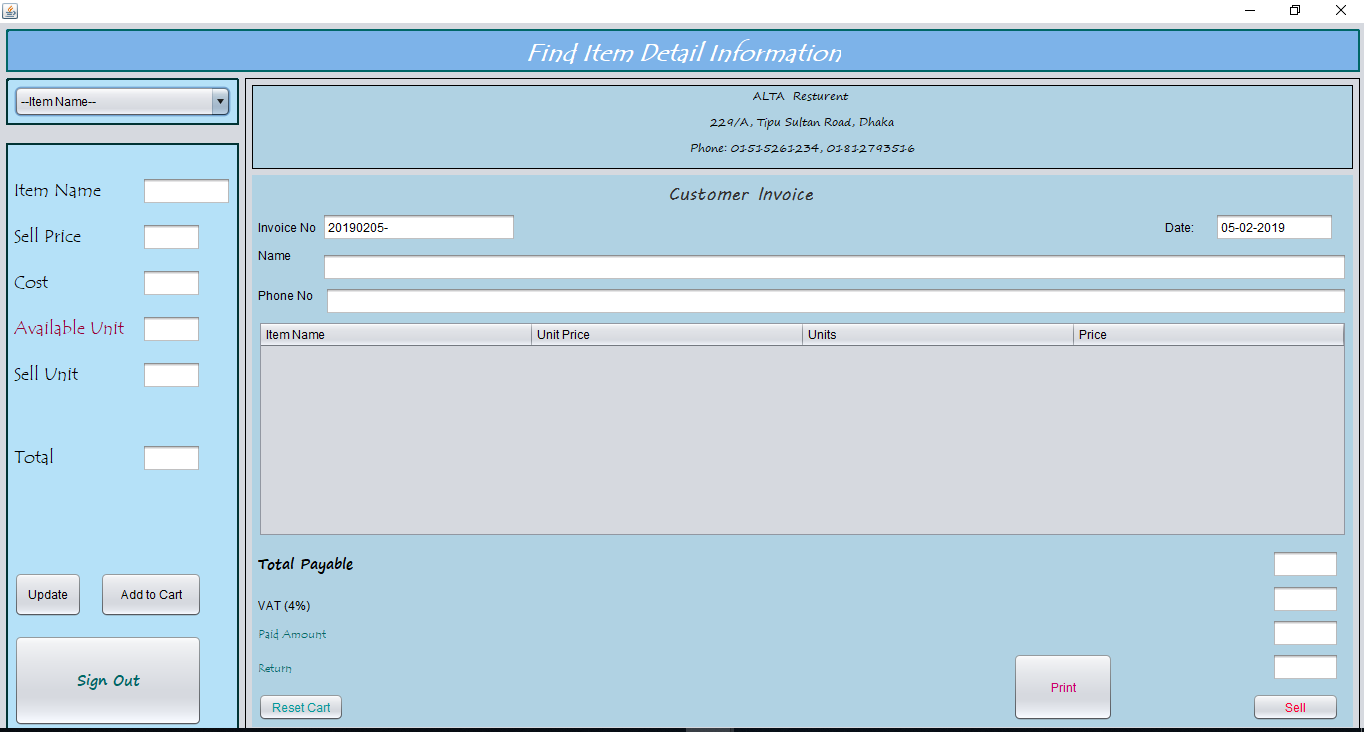 Find Item Detail Information
--Item Name--
Item Name
Sell Price
Cost
Available Unit
Sell Unit
Total
Update Add to Cart
Sign Out
ALTA Resturent
229/A, Tipu Sultan Road, Dhaka
Phone: 01515261234, 01812793516
Customer Invoice
Invoice No 20190205- Date: 05-02-2019
Name
Phone No
Item Name Unit Price Units Price
Total Payable
VAT (4%)
Paid Amount
Return
Print
Reset Cart Sell